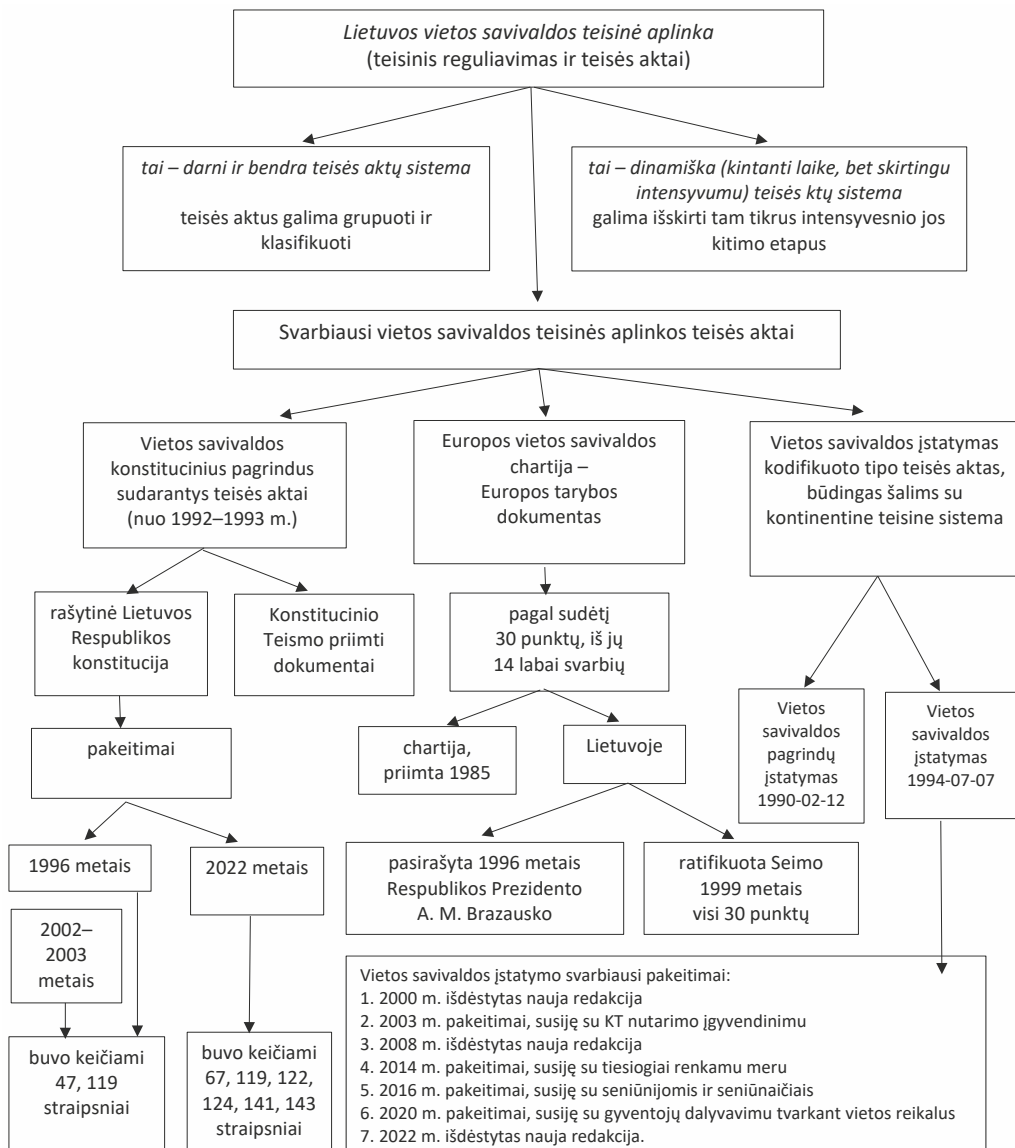 Lietuvos vietos savivaldos teisinė aplinka
(teisinis reguliavimas ir teisės aktai)
tai – darni ir bendra teisės aktų sistema
teisės aktus galima grupuoti ir
klasifikuoti
tai – dinamiška (kintanti laike, bet skirtingu
intensyvumu) teisės ktų sistema
galima išskirti tam tikrus intensyvesnio jos
kitimo etapus
Svarbiausi vietos savivaldos teisinės aplinkos teisės aktai
Vietos savivaldos
konstitucinius pagrindus
sudarantys teisės aktai
(nuo 1992–1993 m.)
Europos vietos savivaldos
chartija –
Europos tarybos
dokumentas
Vietos savivaldos įstatymas
kodifikuoto tipo teisės aktas,
būdingas šalims su
kontinentine teisine sistema
rašytinė Lietuvos
Respublikos
konstitucija
Konstitucinio
Teismo priimti
dokumentai
pagal sudėtį
30 punktų, iš jų
14 labai svarbių
Vietos
savivaldos
pagrindų
įstatymas
1990-02-12
Vietos
savivaldos
įstatymas
1994-07-07
pakeitimai
chartija,
priimta 1985
Lietuvoje
1996 metais
2022 metais
pasirašyta 1996 metais
Respublikos Prezidento
A. M. Brazausko
ratifikuota Seimo
1999 metais
visi 30 punktų
2002–
2003
metais
buvo keičiami
47, 119
straipsniai
buvo keičiami
67, 119, 122,
124, 141, 143
straipsniai
Vietos savivaldos įstatymo svarbiausi pakeitimai:
1. 2000 m. išdėstytas nauja redakcija
2. 2003 m. pakeitimai, susiję su KT nutarimo įgyvendinimu
3. 2008 m. išdėstytas nauja redakcija
4. 2014 m. pakeitimai, susiję su tiesiogiai renkamu meru
5. 2016 m. pakeitimai, susiję su seniūnijomis ir seniūnaičiais
6. 2020 m. pakeitimai, susiję su gyventojų dalyvavimu tvarkant vietos reikalus
7. 2022 m. išdėstytas nauja redakcija.